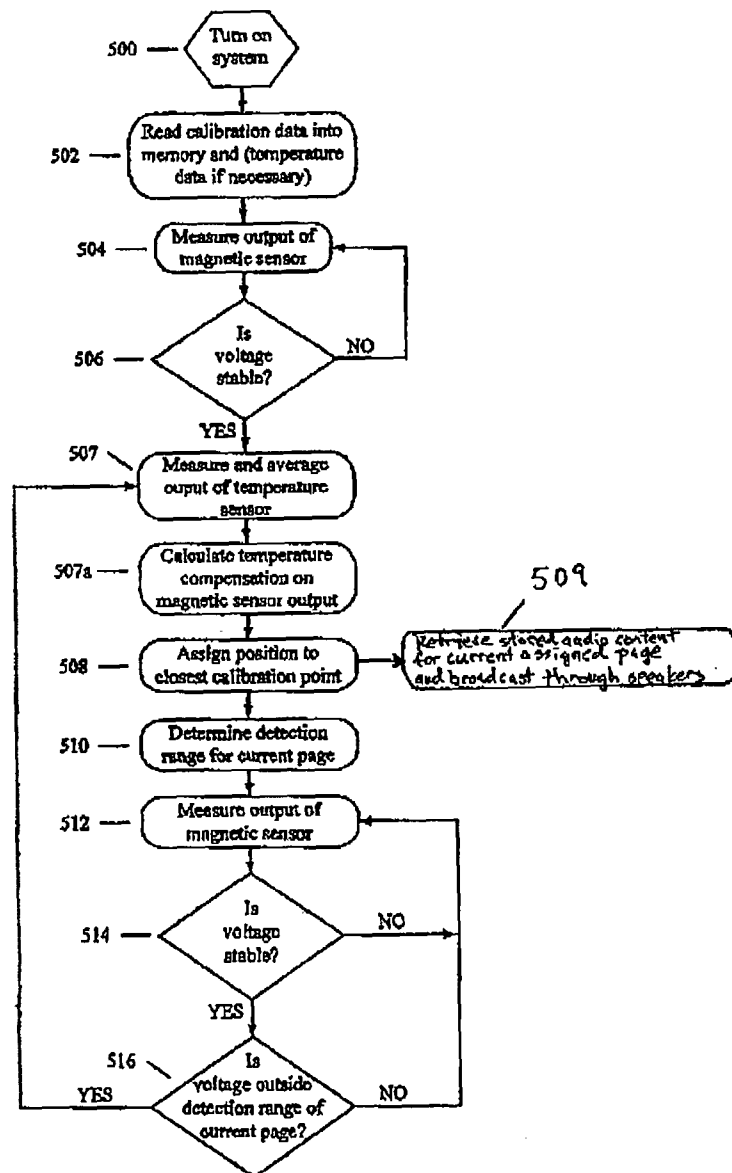 500
Turn on
system
502
Read calibration data into
memory and (temperature
data if necessary)
504
Measure output of
magnetic sensor
506
Is
voltage
stable?
NO
YES
507
Measure and average
ouput of temperature
sensor
507a
Calculate temperature
compensation on
magnetic sensor output
509
508
Assign position to
closest calibration point
Retrieve stored audio content
for current assigned page
and broadcast through speakers
510
Determine detection
range for current page
512
Measure output of
magnetic sensor
514
Is
voltage
stable?
NO
YES
516
Is
voltage outside
detection range of
current page?
YES
NO